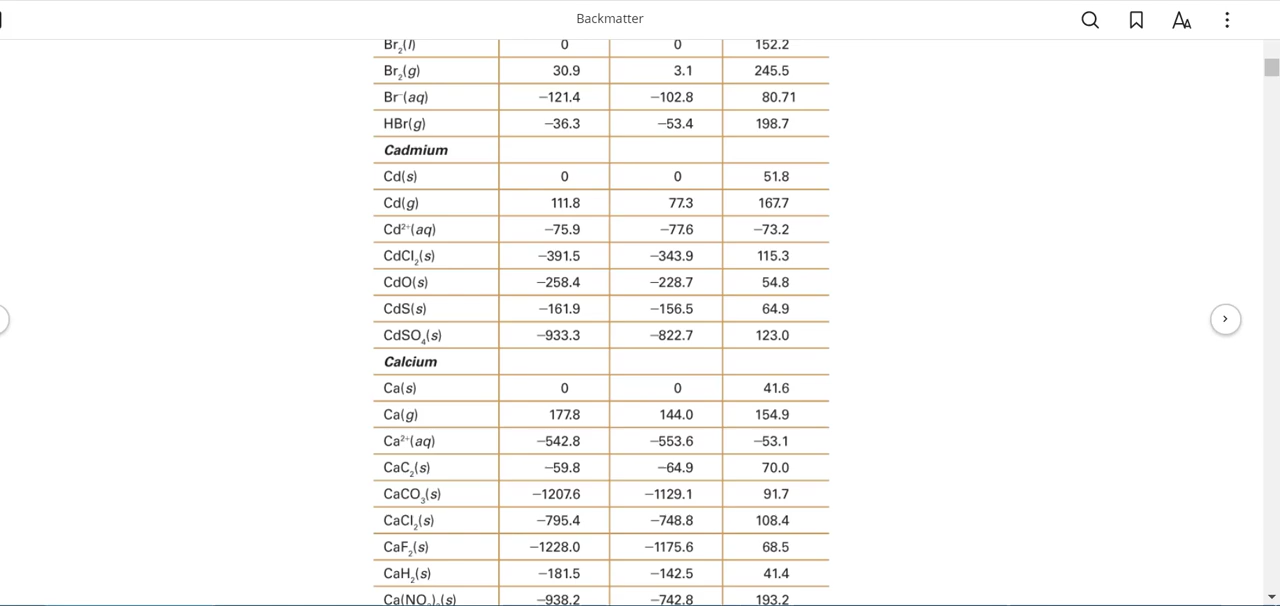 Backmatter
Br₂(l) 0 0 152.2
Br₂(g) 30.9 3.1 245.5
Br⁻(aq) −121.4 −102.8 80.71
HBr(g) −36.3 −53.4 198.7
Cadmium
Cd(s) 0 0 51.8
Cd(g) 111.8 77.3 167.7
Cd²⁺(aq) −75.9 −77.6 −73.2
CdCl₂(s) −391.5 −343.9 115.3
CdO(s) −258.4 −228.7 54.8
CdS(s) −161.9 −156.5 64.9
CdSO₄(s) −933.3 −822.7 123.0
Calcium
Ca(s) 0 0 41.6
Ca(g) 177.8 144.0 154.9
Ca²⁺(aq) −542.8 −553.6 −53.1
CaC₂(s) −59.8 −64.9 70.0
CaCO₃(s) −1207.6 −1129.1 91.7
CaCl₂(s) −795.4 −748.8 108.4
CaF₂(s) −1228.0 −1175.6 68.5
CaH₂(s) −181.5 −142.5 41.4
Ca(NO₃)₂(s) −938.2 −742.8 193.2